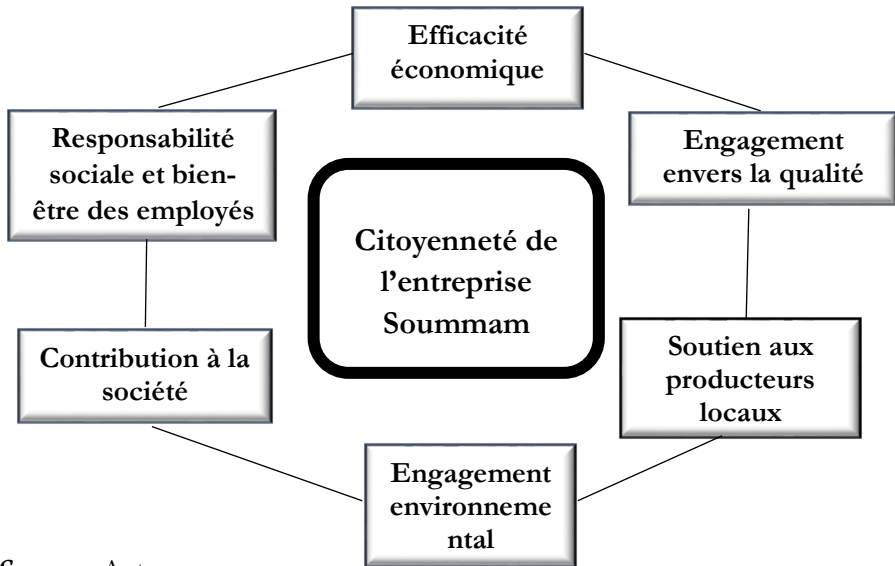 Efficacité
économique
Responsabilité
sociale et bien-
être des employés
Engagement
envers la qualité
Citoyenneté de
l’entreprise
Soummam
Contribution à la
société
Soutien aux
producteurs
locaux
Engagement
environneme
ntal